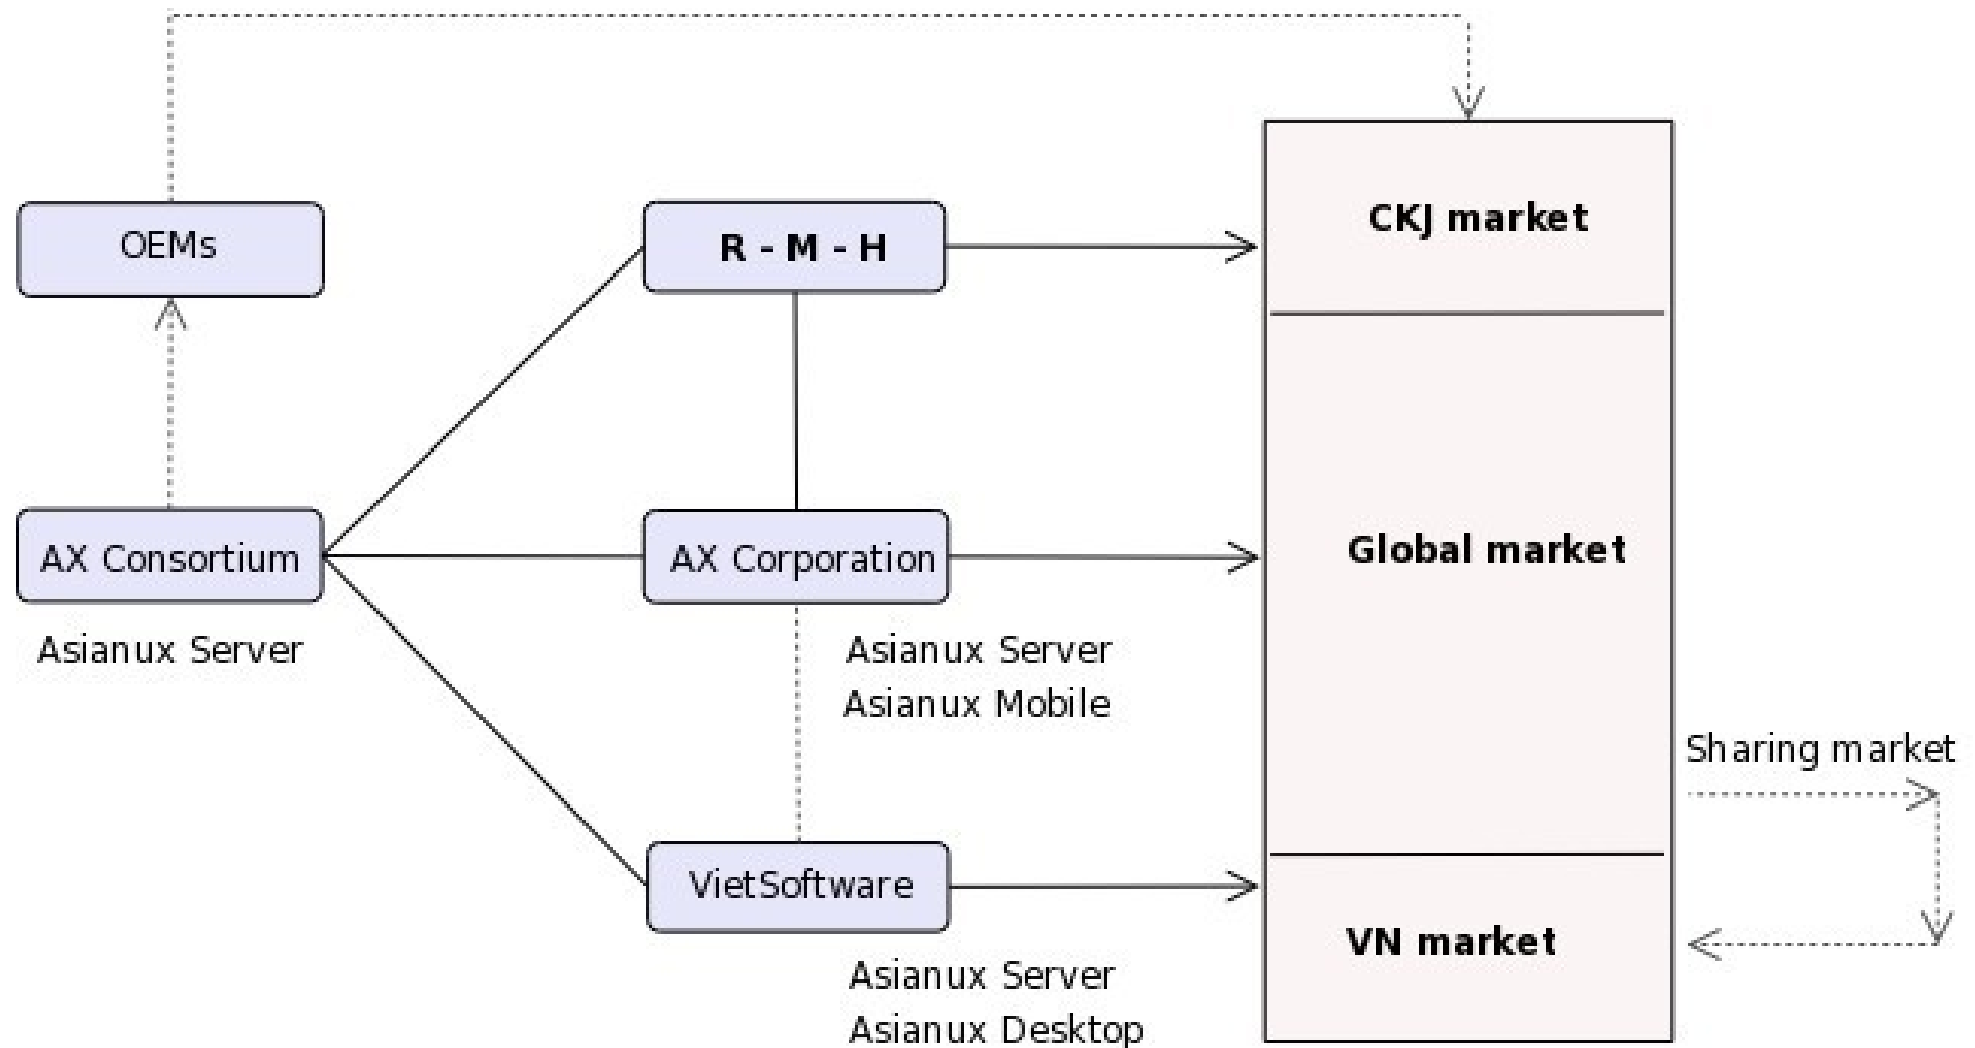 OEMs
R - M - H
CKJ market
AX Consortium
AX Corporation
Global market
Asianux Server
Asianux Server
Asianux Mobile
Sharing market
VietSoftware
VN market
Asianux Server
Asianux Desktop